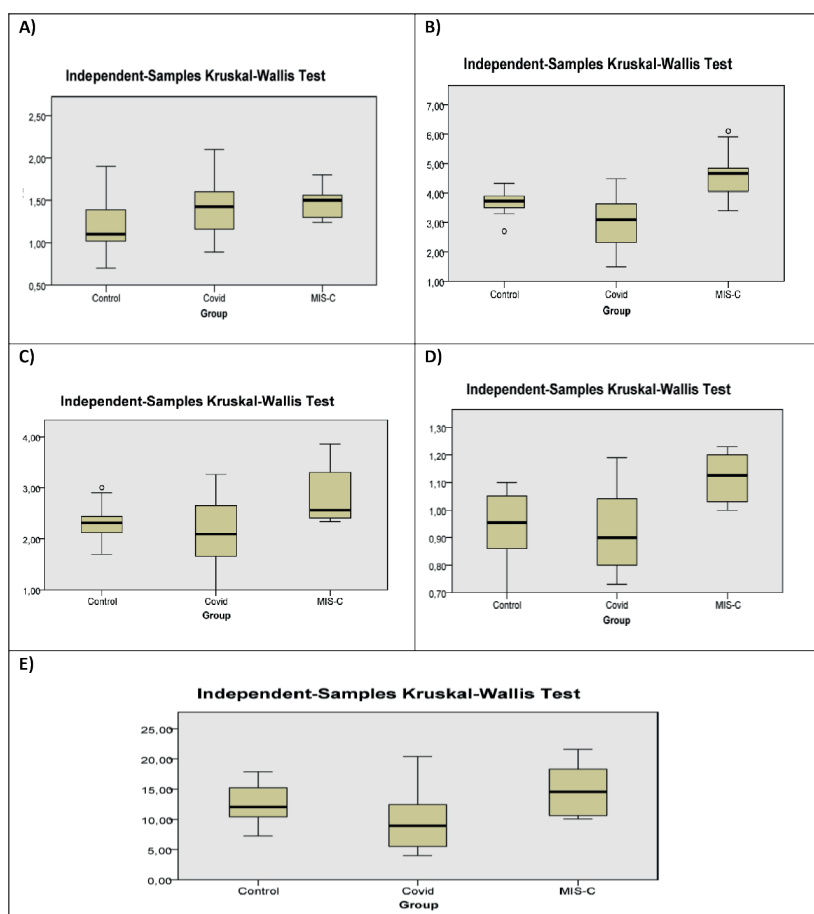 A)
Independent-Samples Kruskal-Wallis Test
2,50
2,00
1,50
1,00
0,50
Control Covid MIS-C
Group
B)
Independent-Samples Kruskal-Wallis Test
7,00
6,00
5,00
4,00
3,00
2,00
1,00
Control Covid MIS-C
Group
C)
Independent-Samples Kruskal-Wallis Test
4,00
3,00
2,00
1,00
Control Covid MIS-C
Group
D)
Independent-Samples Kruskal-Wallis Test
1,30
1,20
1,10
1,00
0,90
0,80
0,70
Control Covid MIS-C
Group
E)
Independent-Samples Kruskal-Wallis Test
25,00
20,00
15,00
10,00
5,00
0,00
Control Covid MIS-C
Group